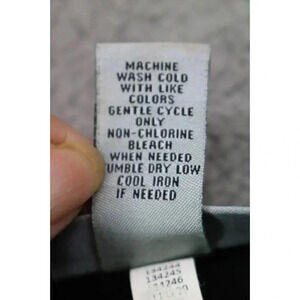 MACHINE
WASH COLD
WITH LIKE
COLORS
GENTLE CYCLE
ONLY
NON-CHLORINE
BLEACH
WHEN NEEDED
UMBLE DRY LOW
COOL IRON
IF NEEDED
134245